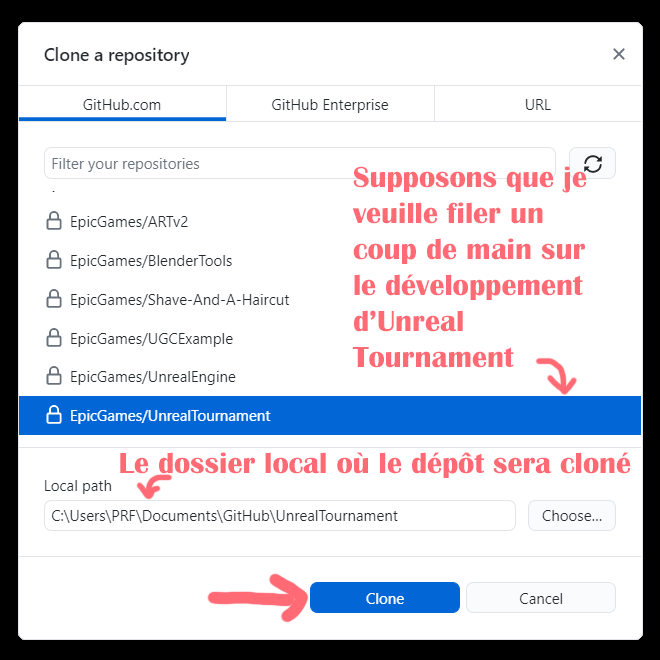 Clone a repository
GitHub.com
GitHub Enterprise
URL
Filter your repositories
Supposons que je
veuille filer un
coup de main sur
le développement
d’Unreal
Tournament
EpicGames/ARTv2
EpicGames/BlenderTools
EpicGames/Shave-And-A-Haircut
EpicGames/UGCExample
EpicGames/UnrealEngine
EpicGames/UnrealTournament
Le dossier local où le dépôt sera cloné
Local path
C:\Users\PRF\Documents\GitHub\UnrealTournament
Choose...
Clone
Cancel